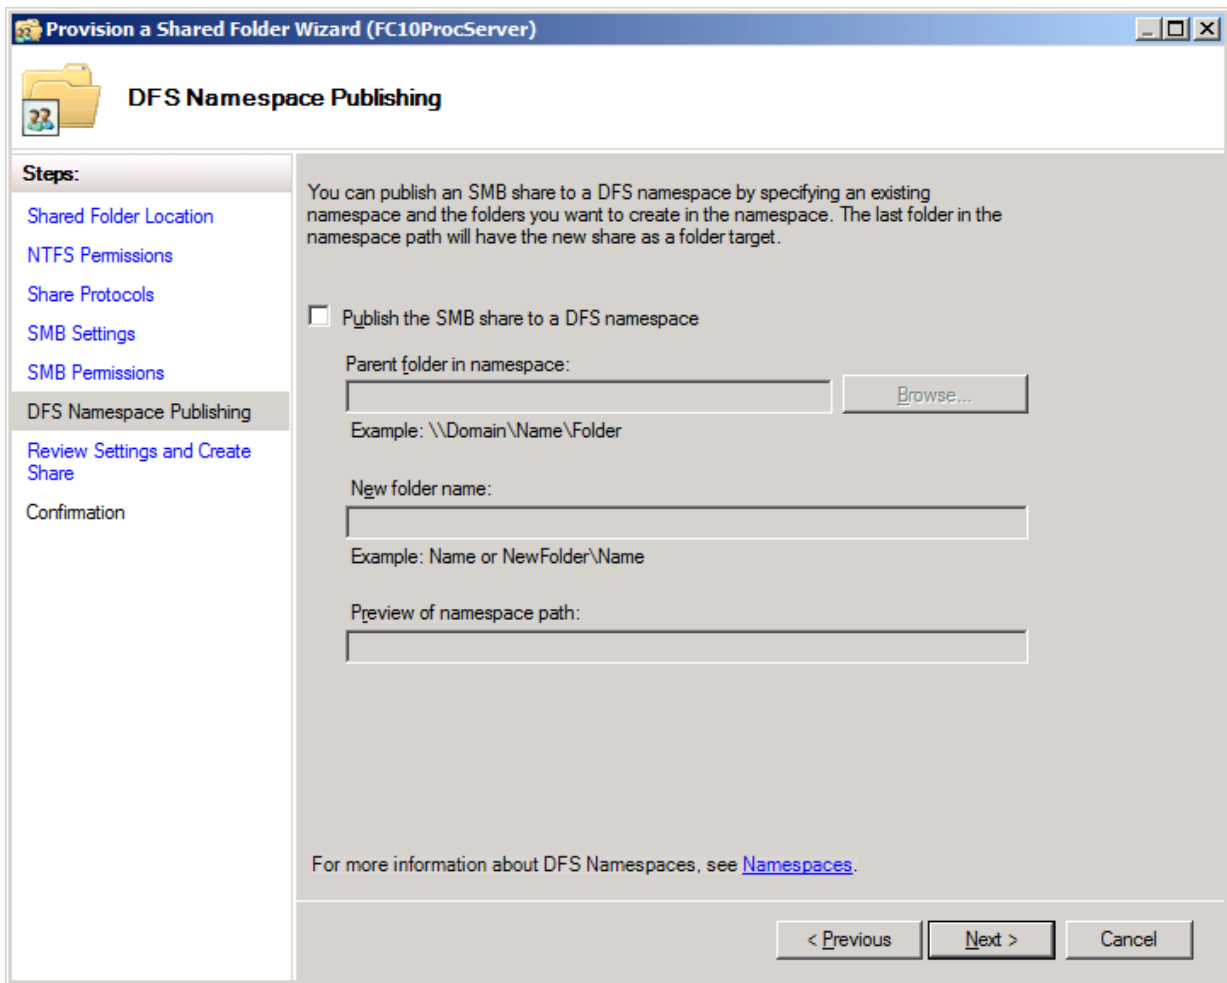 Provision a Shared Folder Wizard (FC10ProcServer)
DFS Namespace Publishing
Steps:
Shared Folder Location
NTFS Permissions
Share Protocols
SMB Settings
SMB Permissions
DFS Namespace Publishing
Review Settings and Create
Share
Confirmation
You can publish an SMB share to a DFS namespace by specifying an existing
namespace and the folders you want to create in the namespace. The last folder in the
namespace path will have the new share as a folder target.
Publish the SMB share to a DFS namespace
Parent folder in namespace:
Browse...
Example: \\Domain\Name\Folder
New folder name:
Example: Name or NewFolder\Name
Preview of namespace path:
For more information about DFS Namespaces, see Namespaces.
< Previous
Next >
Cancel